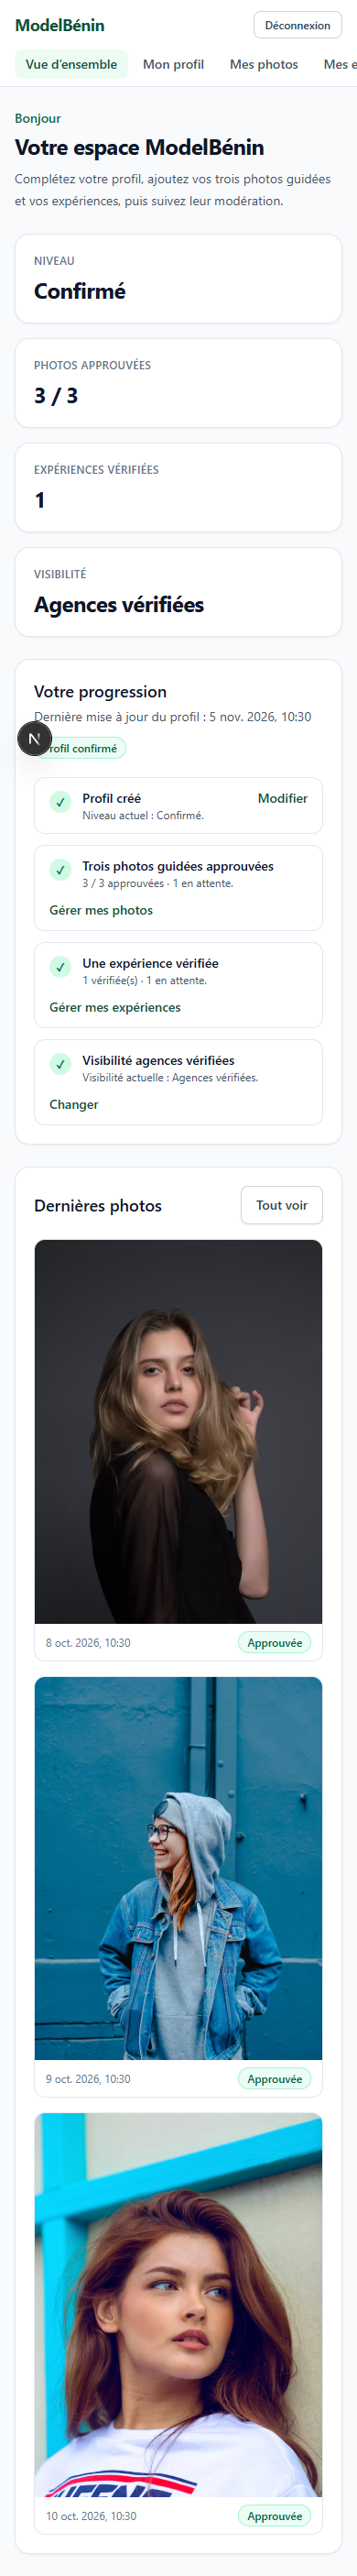 ModelBénin
Déconnexion
Vue d'ensemble
Mon profil
Mes photos
Mes e
Bonjour
Votre espace ModelBénin
Complétez votre profil, ajoutez vos trois photos guidées
et vos expériences, puis suivez leur modération.
NIVEAU
Confirmé
PHOTOS APPROUVÉES
3 / 3
EXPÉRIENCES VÉRIFIÉES
1
VISIBILITÉ
Agences vérifiées
Votre progression
Dernière mise à jour du profil : 5 nov. 2026, 10:30
N
rofil confirmé
Profil créé
Modifier
Niveau actuel : Confirmé.
Trois photos guidées approuvées
3 / 3 approuvées · 1 en attente.
Gérer mes photos
Une expérience vérifiée
1 vérifiée(s) · 1 en attente.
Gérer mes expériences
Visibilité agences vérifiées
Visibilité actuelle : Agences vérifiées.
Changer
Dernières photos
Tout voir
8 oct. 2026, 10:30
Approuvée
9 oct. 2026, 10:30
Approuvée
10 oct. 2026, 10:30
Approuvée